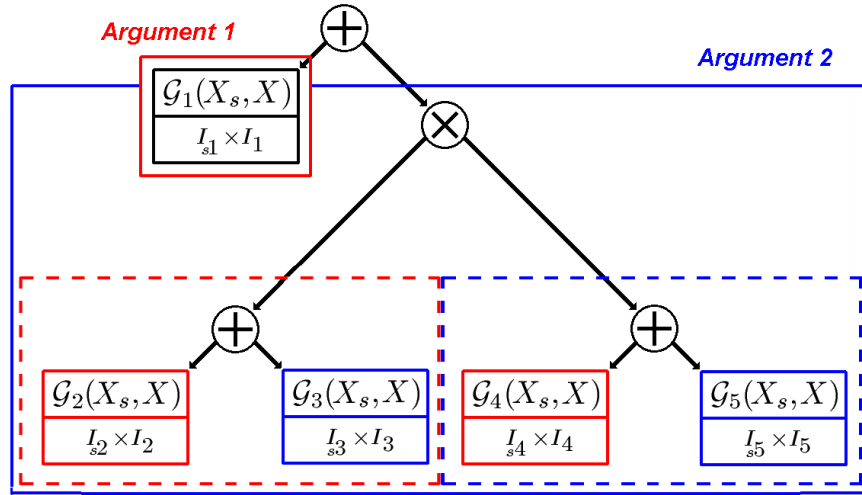 Argument 1
Argument 2
+
𝒢₁(Xₛ, X)
Iₛ₁ × I₁
×
+
+
𝒢₂(Xₛ, X)
Iₛ₂ × I₂
𝒢₃(Xₛ, X)
Iₛ₃ × I₃
𝒢₄(Xₛ, X)
Iₛ₄ × I₄
𝒢₅(Xₛ, X)
Iₛ₅ × I₅